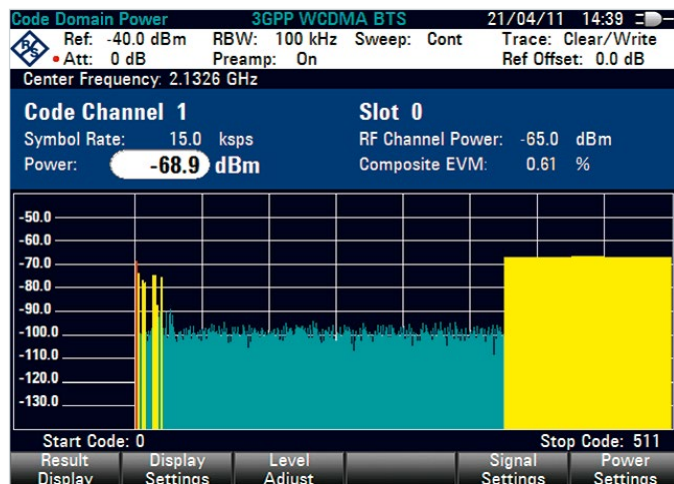 Code Domain Power 3GPP WCDMA BTS 21/04/11 14:39
R&S Ref: -40.0 dBm RBW: 100 kHz Sweep: Cont Trace: Clear/Write
Att: 0 dB Preamp: On Ref Offset: 0.0 dB
Center Frequency: 2.1326 GHz
Code Channel 1 Slot 0
Symbol Rate: 15.0 ksps RF Channel Power: -65.0 dBm
Power: -68.9 dBm Composite EVM: 0.61 %
-50.0
-60.0
-70.0
-80.0
-90.0
-100.0
-110.0
-120.0
-130.0
Start Code: 0 Stop Code: 511
Result Display Level Signal Power
Display Settings Adjust Settings Settings